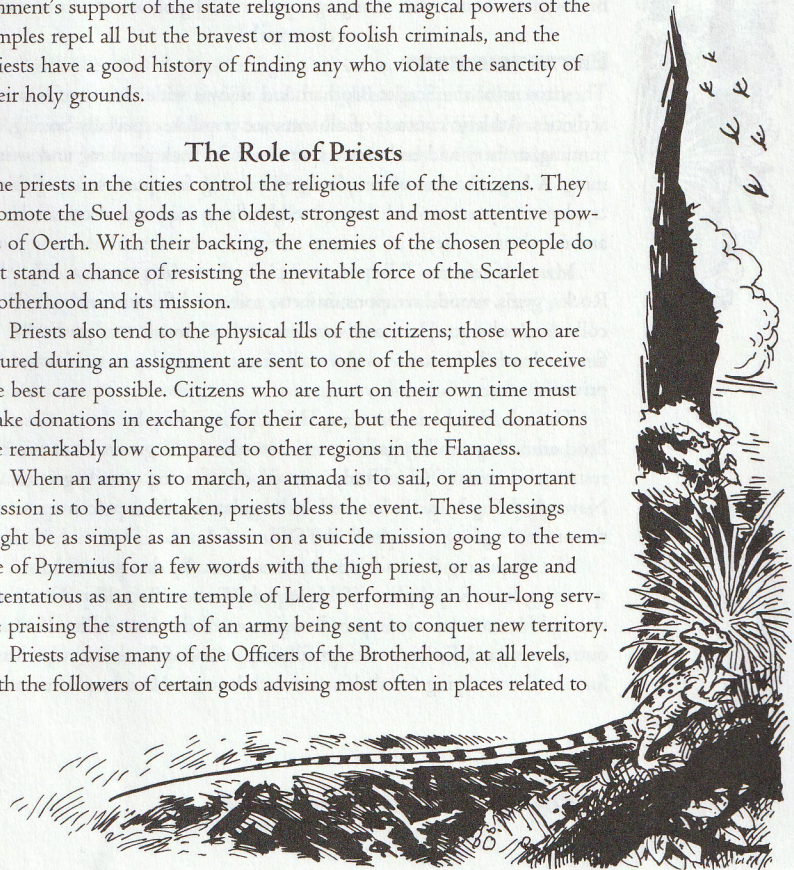 nment's support of the state religions and the magical powers of the
mples repel all but the bravest or most foolish criminals, and the
iests have a good history of finding any who violate the sanctity of
eir holy grounds.
The Role of Priests
he priests in the cities control the religious life of the citizens. They
omote the Suel gods as the oldest, strongest and most attentive pow-
s of Oerth. With their backing, the enemies of the chosen people do
t stand a chance of resisting the inevitable force of the Scarlet
otherhood and its mission.
Priests also tend to the physical ills of the citizens; those who are
ured during an assignment are sent to one of the temples to receive
e best care possible. Citizens who are hurt on their own time must
ake donations in exchange for their care, but the required donations
e remarkably low compared to other regions in the Flanaess.
When an army is to march, an armada is to sail, or an important
ission is to be undertaken, priests bless the event. These blessings
ight be as simple as an assassin on a suicide mission going to the tem-
e of Pyremius for a few words with the high priest, or as large and
tentatious as an entire temple of Llerg performing an hour-long serv-
e praising the strength of an army being sent to conquer new territory.
Priests advise many of the Officers of the Brotherhood, at all levels,
th the followers of certain gods advising most often in places related to